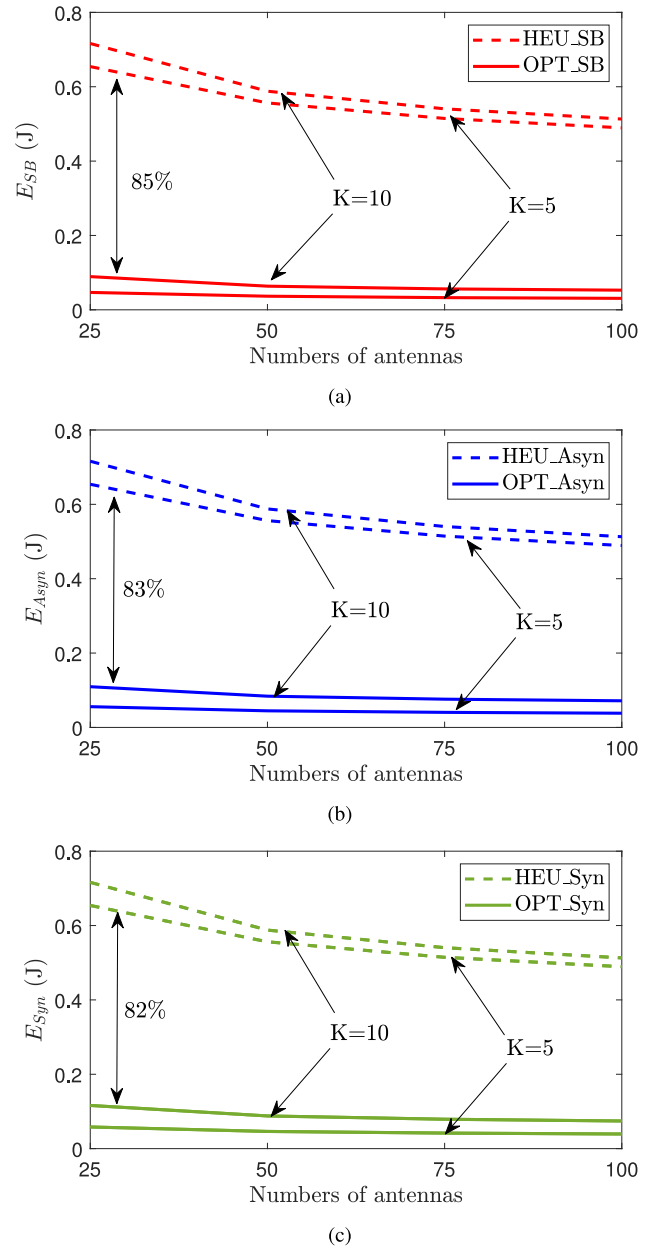 0.8
HEU_SB
OPT_SB
0.6
E_SB (J)
0.4
85%
K=10
K=5
0.2
0
25
50
75
100
Numbers of antennas
(a)
0.8
HEU_Asyn
OPT_Asyn
0.6
E_Asyn (J)
0.4
83%
K=10
K=5
0.2
0
25
50
75
100
Numbers of antennas
(b)
0.8
HEU_Syn
OPT_Syn
0.6
E_Syn (J)
0.4
82%
K=10
K=5
0.2
0
25
50
75
100
Numbers of antennas
(c)